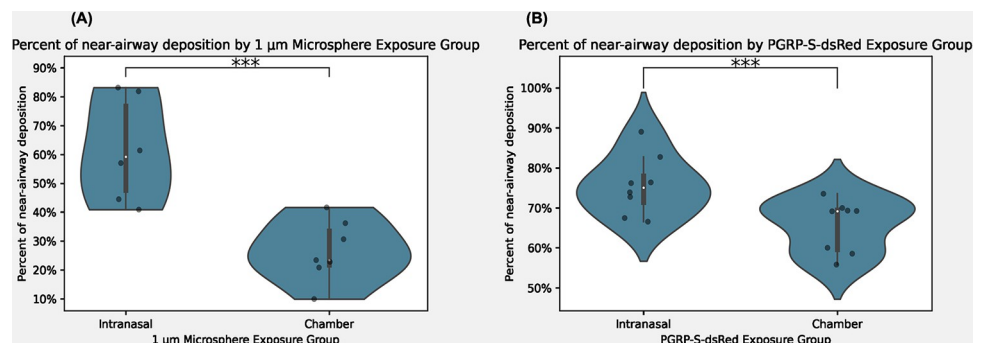 (A)
Percent of near-airway deposition by 1 µm Microsphere Exposure Group
Percent of near-airway deposition
90%
80%
70%
60%
50%
40%
30%
20%
10%
***
Intranasal
Chamber
1 µm Microsphere Exposure Group
(B)
Percent of near-airway deposition by PGRP-S-dsRed Exposure Group
Percent of near-airway deposition
100%
90%
80%
70%
60%
50%
***
Intranasal
Chamber
PGRP-S-dsRed Exposure Group